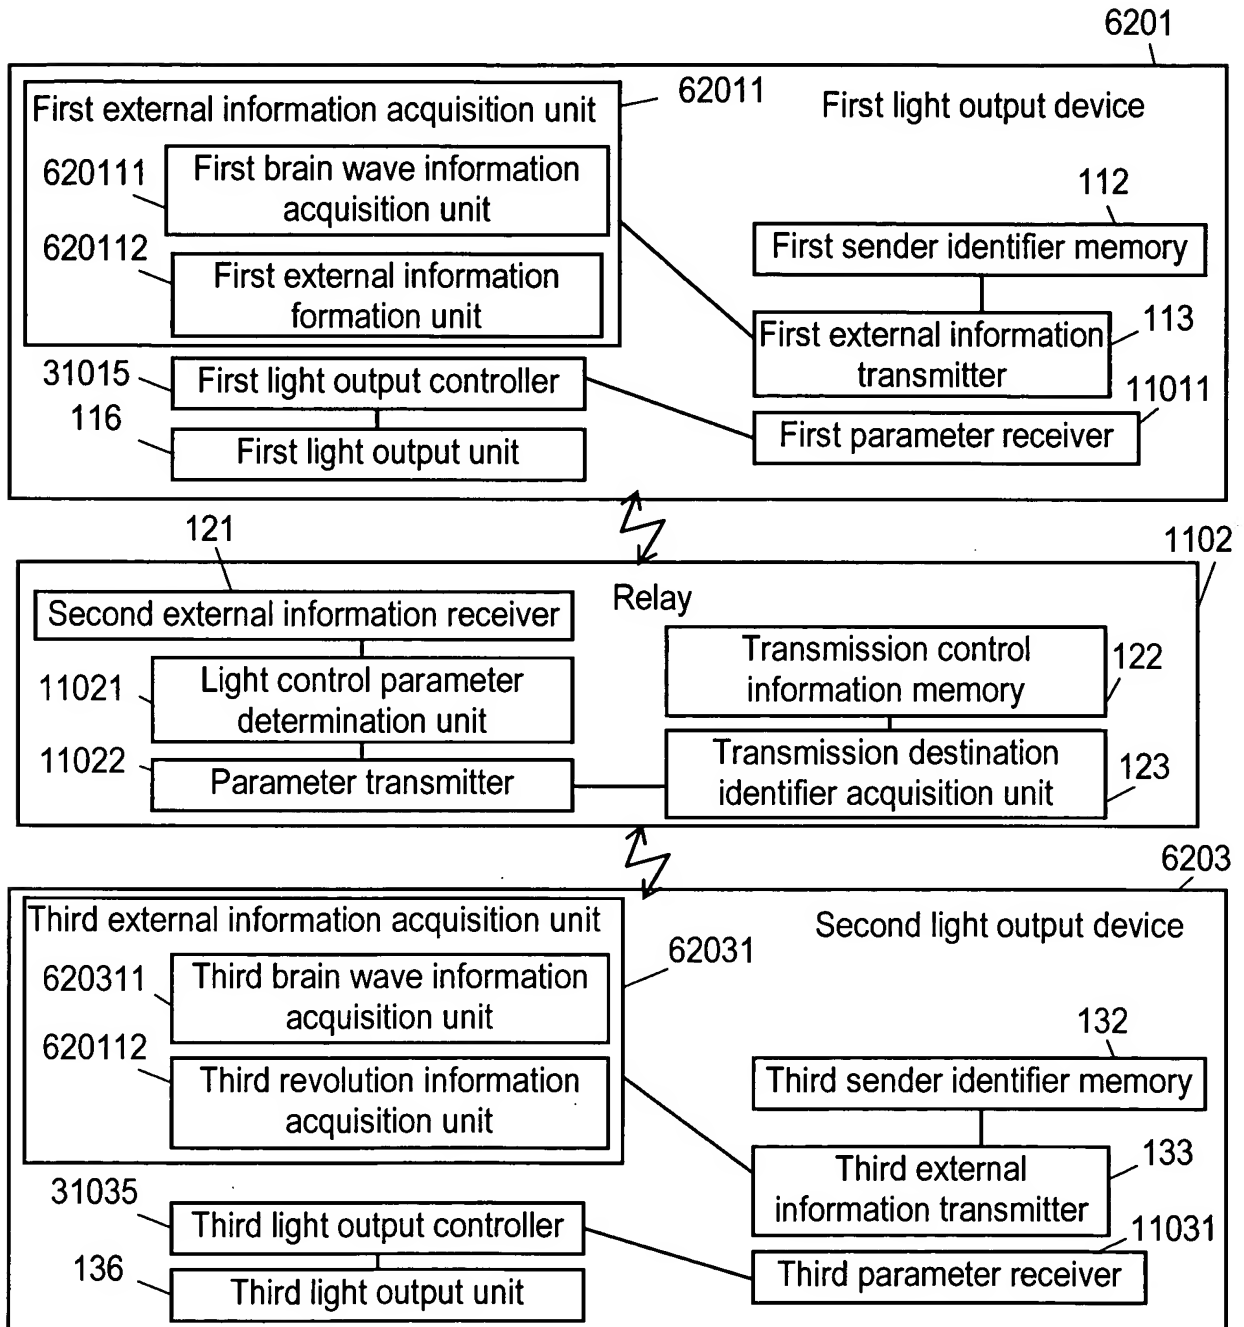 6201
First external information acquisition unit
62011
First light output device
620111
First brain wave information
acquisition unit
112
First sender identifier memory
620112
First external information
formation unit
First external information
transmitter
113
31015
First light output controller
11011
116
First light output unit
First parameter receiver
121
1102
Second external information receiver
Relay
Transmission control
information memory
122
11021
Light control parameter
determination unit
11022
Parameter transmitter
Transmission destination
identifier acquisition unit
123
6203
Third external information acquisition unit
Second light output device
62031
620311
Third brain wave information
acquisition unit
132
620112
Third revolution information
acquisition unit
Third sender identifier memory
Third external
information transmitter
133
31035
Third light output controller
11031
136
Third light output unit
Third parameter receiver